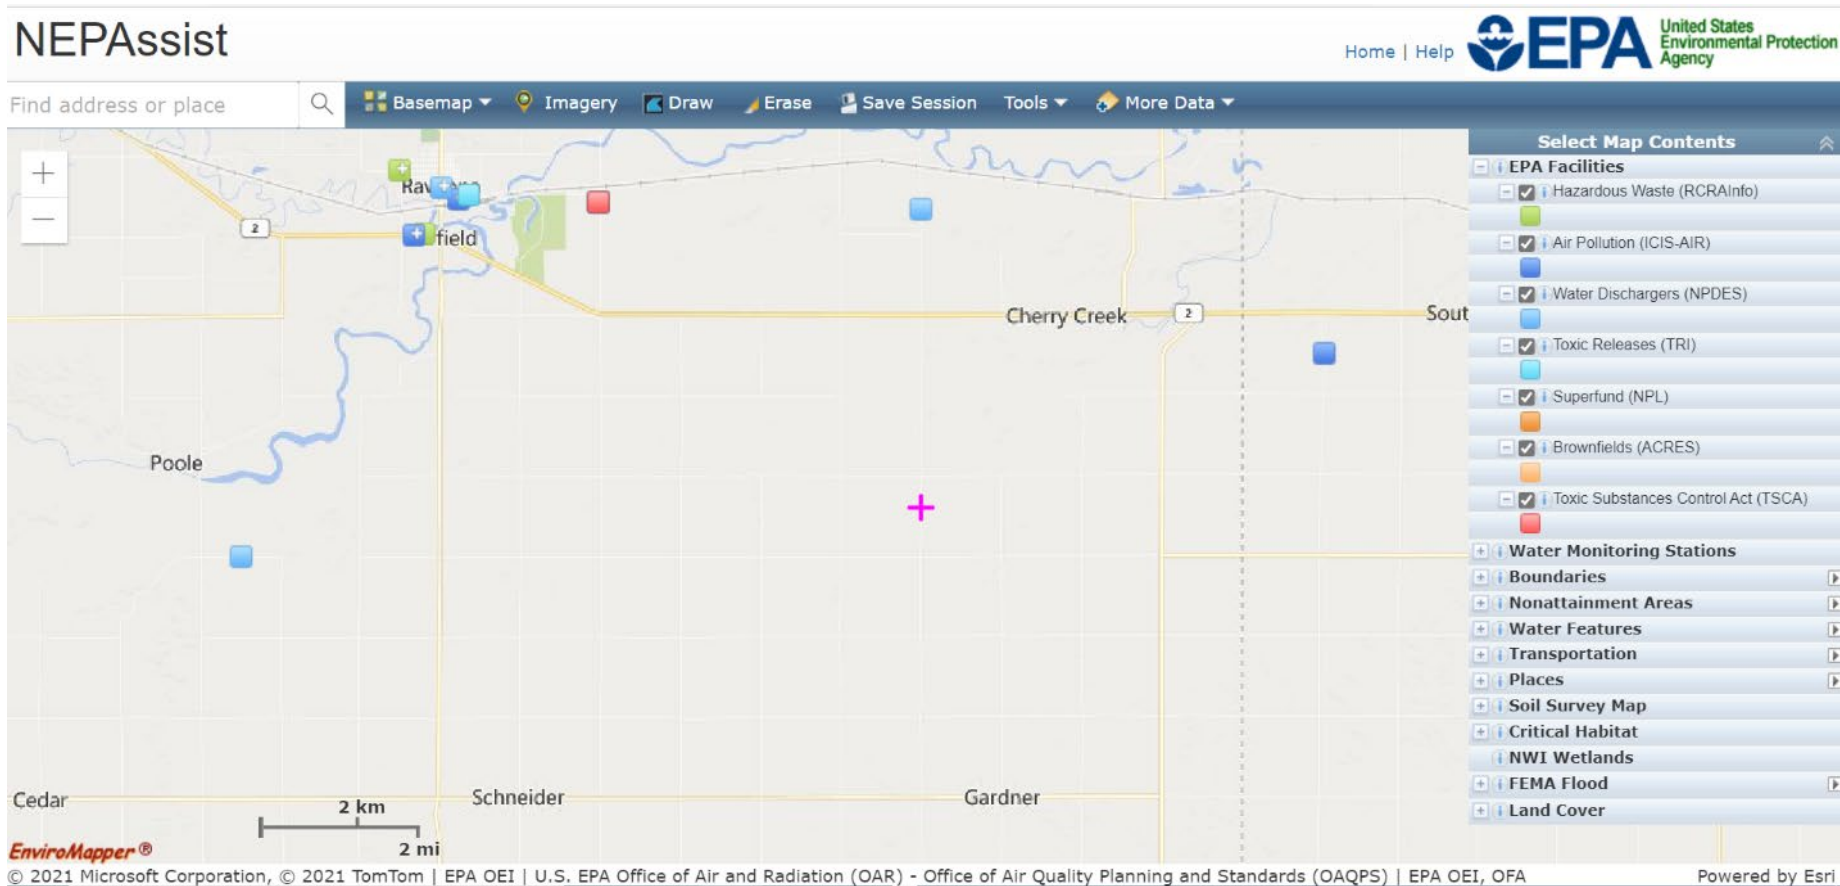 NEPAssist
Home | Help
EPA
United States
Environmental Protection
Agency
Find address or place
Basemap
Imagery
Draw
Erase
Save Session
Tools
More Data
Select Map Contents
EPA Facilities
Hazardous Waste (RCRAInfo)
Air Pollution (ICIS-AIR)
Water Dischargers (NPDES)
Toxic Releases (TRI)
Superfund (NPL)
Brownfields (ACRES)
Toxic Substances Control Act (TSCA)
Water Monitoring Stations
Boundaries
Nonattainment Areas
Water Features
Transportation
Places
Soil Survey Map
Critical Habitat
NWI Wetlands
FEMA Flood
Land Cover
2
field
Cherry Creek
2
Sout
Poole
Cedar
Schneider
Gardner
2 km
2 mi
EnviroMapper ®
© 2021 Microsoft Corporation, © 2021 TomTom | EPA OEI | U.S. EPA Office of Air and Radiation (OAR) - Office of Air Quality Planning and Standards (OAQPS) | EPA OEI, OFA
Powered by Esri